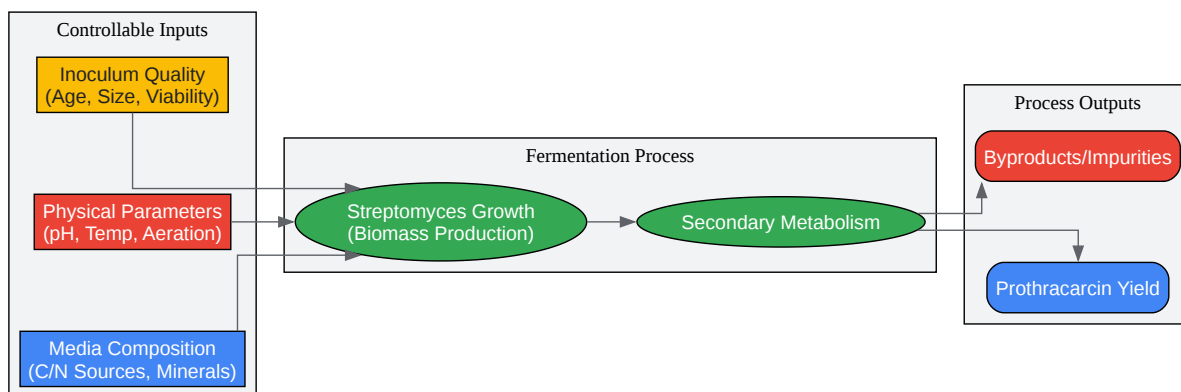 Controllable Inputs
Inoculum Quality
(Age, Size, Viability)
Physical Parameters
(pH, Temp, Aeration)
Media Composition
(C/N Sources, Minerals)
Fermentation Process
Streptomyces Growth
(Biomass Production)
Secondary Metabolism
Process Outputs
Byproducts/Impurities
Prothracarcin Yield